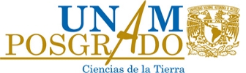 UNAM
POSGRADO
Ciencias de la Tierra